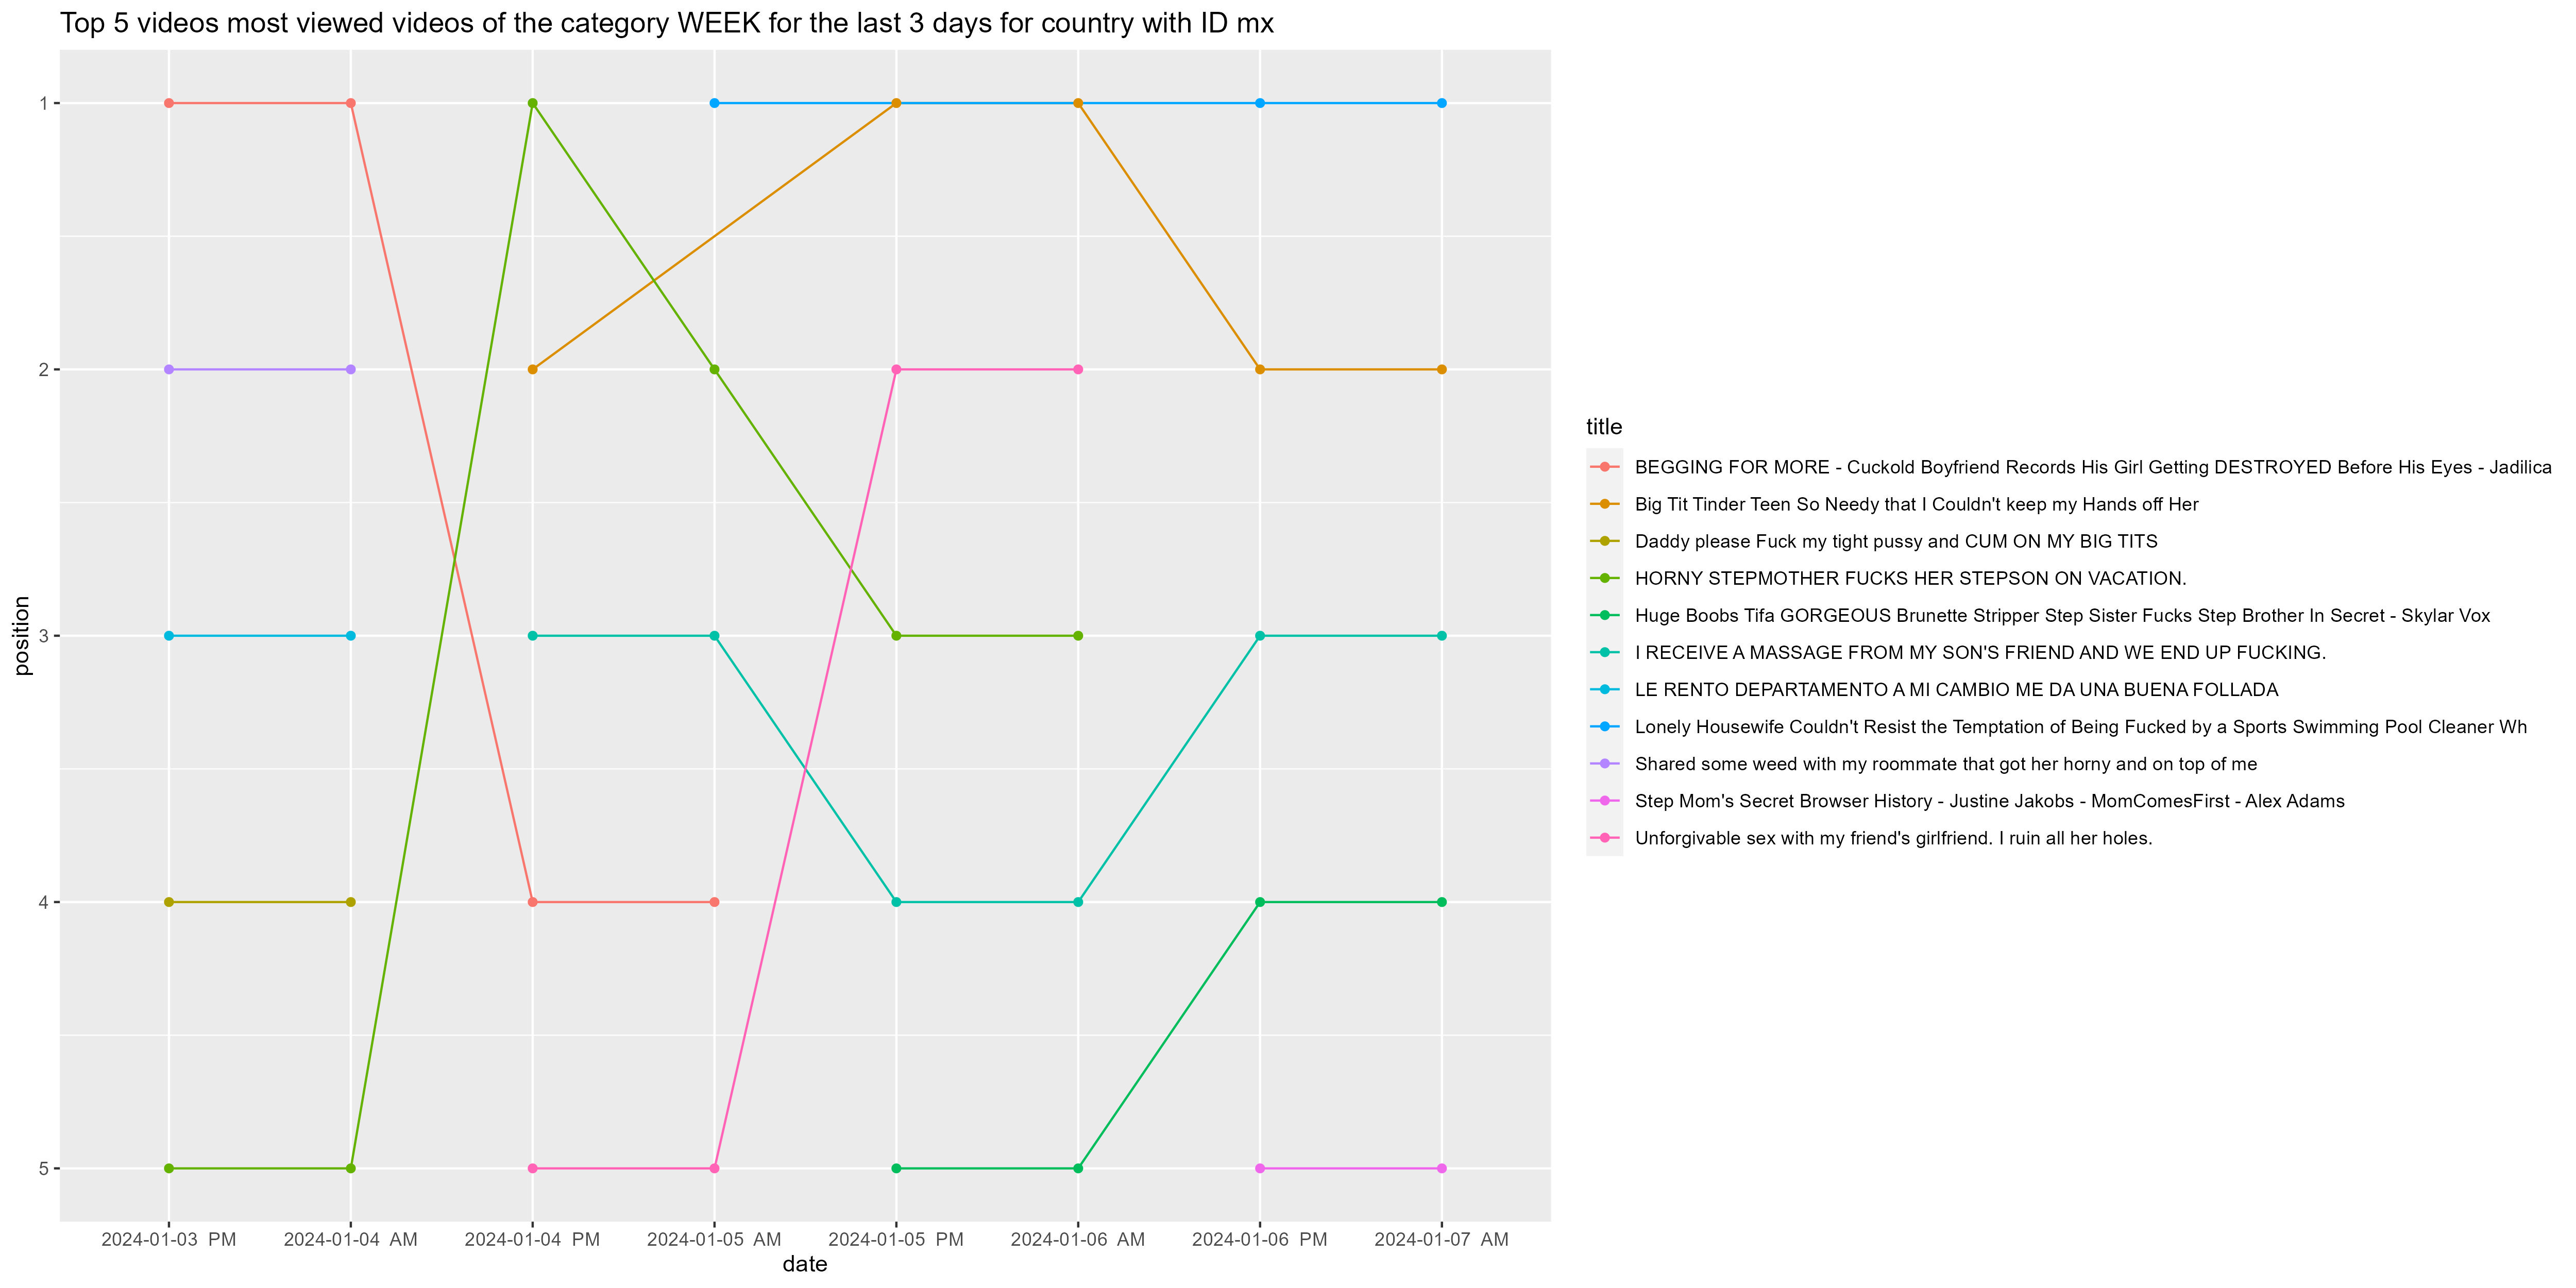 Top 5 videos most viewed videos of the category WEEK for the last 3 days for country with ID mx
position
1
2
3
4
5
2024-01-03 PM
2024-01-04 AM
2024-01-04 PM
2024-01-05 AM
2024-01-05 PM
2024-01-06 AM
2024-01-06 PM
2024-01-07 AM
date
title
BEGGING FOR MORE - Cuckold Boyfriend Records His Girl Getting DESTROYED Before His Eyes - Jadilica
Big Tit Tinder Teen So Needy that I Couldn't keep my Hands off Her
Daddy please Fuck my tight pussy and CUM ON MY BIG TITS
HORNY STEPMOTHER FUCKS HER STEPSON ON VACATION.
Huge Boobs Tifa GORGEOUS Brunette Stripper Step Sister Fucks Step Brother In Secret - Skylar Vox
I RECEIVE A MASSAGE FROM MY SON'S FRIEND AND WE END UP FUCKING.
LE RENTO DEPARTAMENTO A MI CAMBIO ME DA UNA BUENA FOLLADA
Lonely Housewife Couldn't Resist the Temptation of Being Fucked by a Sports Swimming Pool Cleaner Wh
Shared some weed with my roommate that got her horny and on top of me
Step Mom's Secret Browser History - Justine Jakobs - MomComesFirst - Alex Adams
Unforgivable sex with my friend's girlfriend. I ruin all her holes.